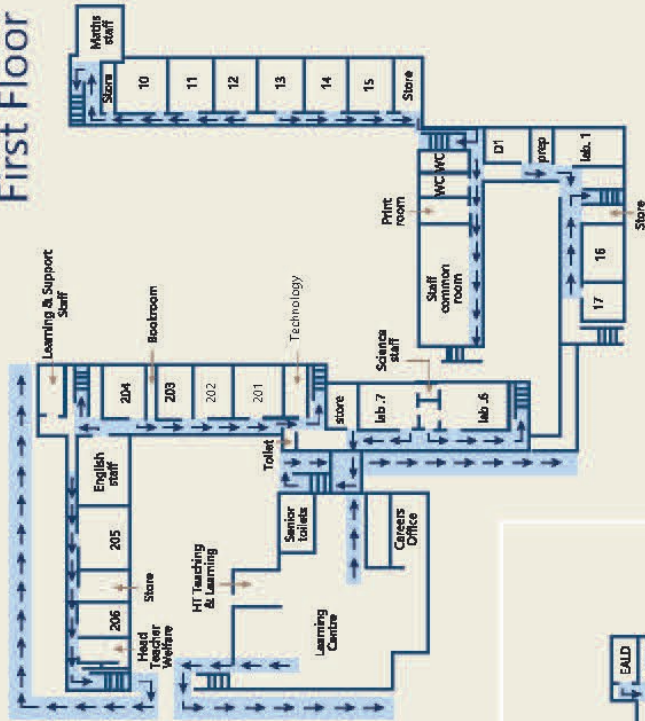 First Floor
Maths
staff
Store
10
11
12
13
14
15
Store
WC
WC
D1
prep
lab. 1
Print
room
Staff
common
room
Store
16
17
Learning & Support
Staff
Bookroom
Technology
204
203
202
201
Science
staff
store
lab .7
lab .6
Toilet
English
staff
205
Store
206
Head
Teacher
Welfare
HT Teaching
& Learning
Senior
toilets
Learning
Centre
Careers
Office
EALD